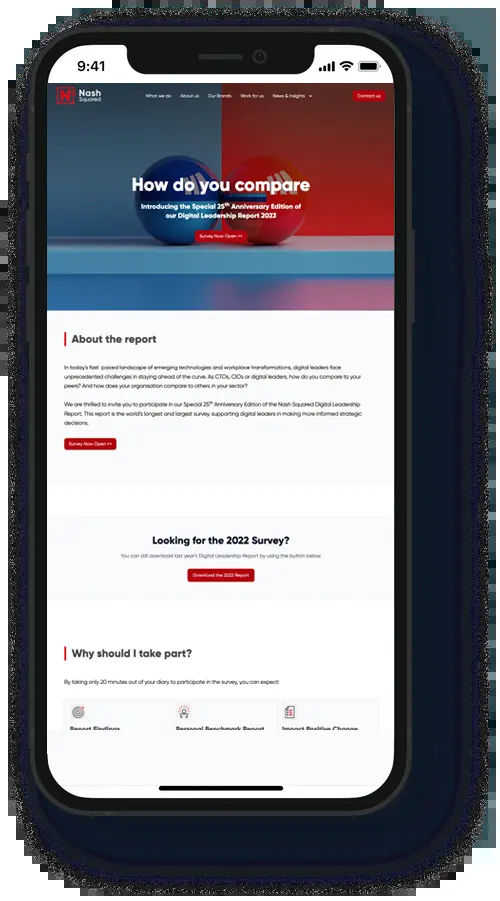 9:41
Nash
Squared
What we do About us Our Brands Work for us News & Insights Contact us
How do you compare
Introducing the Special 25th Anniversary Edition of
our Digital Leadership Report 2023
Survey Now Open >>
About the report
In today's fast paced landscape of emerging technologies and workplace transformations, digital leaders face
unprecedented challenges in staying ahead of the curve. As CTOs, CIOs or digital leaders, how do you compare to your
peers? And how does your organisation compare to others in your sector?
We are thrilled to invite you to participate in our Special 25th Anniversary Edition of the Nash Squared Digital Leadership
Report. This report is the world's longest and largest survey, supporting digital leaders in making more informed strategic
decisions.
Survey Now Open >>
Looking for the 2022 Survey?
You can still download last year's Digital Leadership Report by using the button below
Download the 2022 Report
Why should I take part?
By taking only 20 minutes out of your diary to participate in the survey, you can expect:
Report Findings Personal Benchmark Report Impact Positive Change